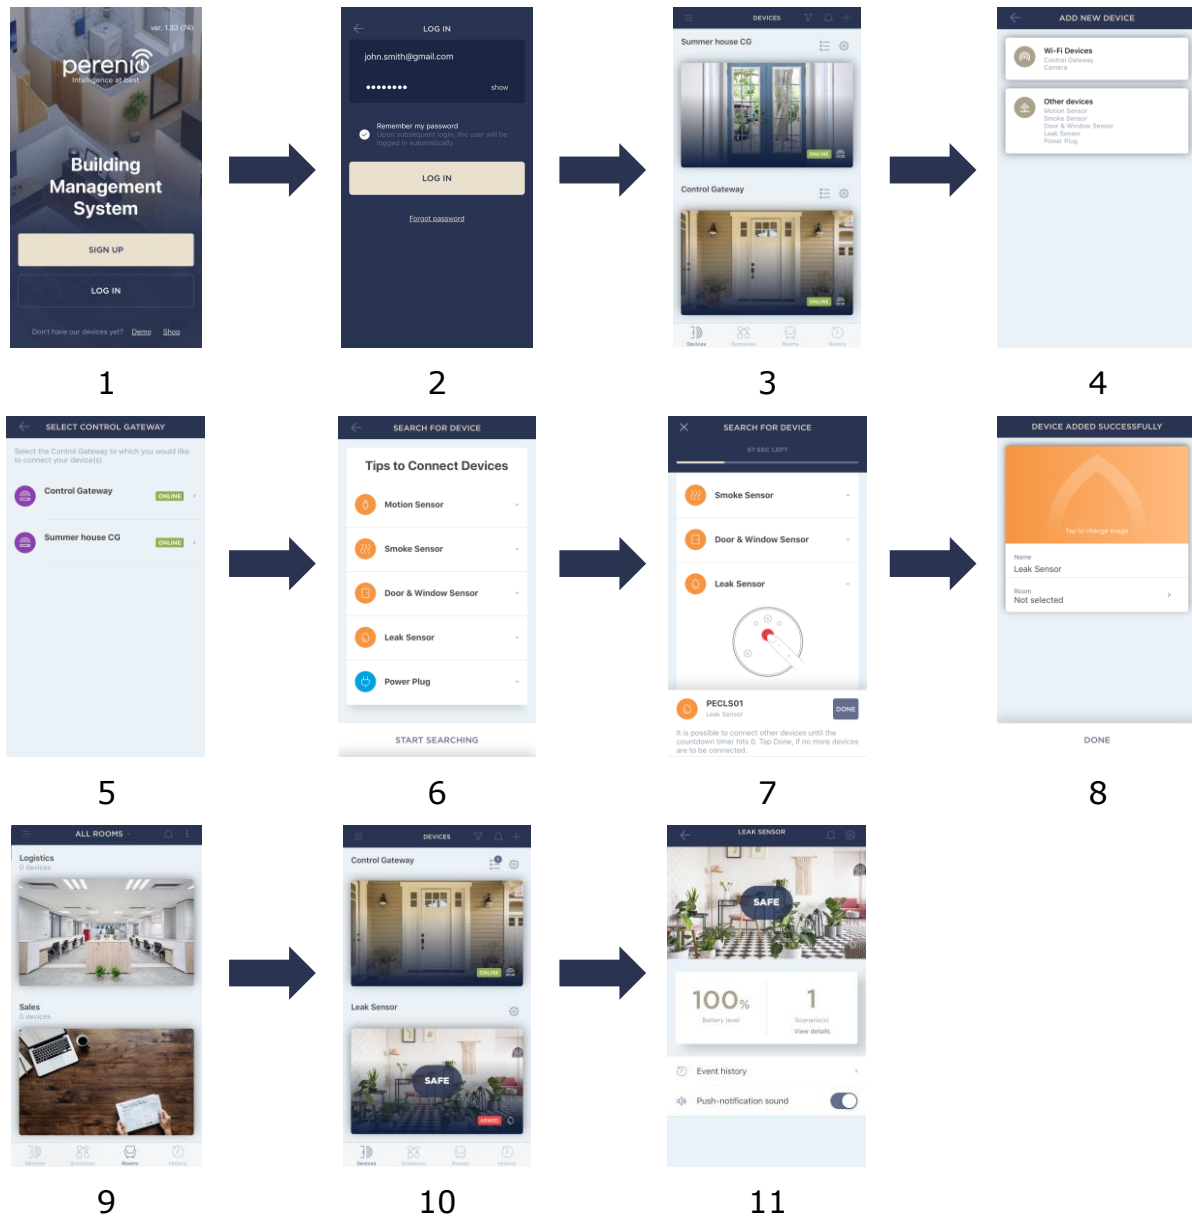 ver. 1.33 (74)
perenio
Intelligence at best
Building
Management
System
SIGN UP
LOG IN
Don't have our devices yet? Demo Shop
1
LOG IN
john.smith@gmail.com
•••••••• show
Remember my password
Upon subsequent login, the user will be
logged in automatically
LOG IN
Forgot password
2
DEVICES
Summer house CG
ONLINE
Control Gateway
ONLINE
Devices Scenarios Rooms History
3
ADD NEW DEVICE
Wi-Fi Devices
Control Gateway
Camera
Other devices
Motion Sensor
Smoke Sensor
Door & Window Sensor
Leak Sensor
Power Plug
4
SELECT CONTROL GATEWAY
Select the Control Gateway to which you would like
to connect your device(s)
Control Gateway ONLINE
Summer house CG ONLINE
5
SEARCH FOR DEVICE
Tips to Connect Devices
Motion Sensor
Smoke Sensor
Door & Window Sensor
Leak Sensor
Power Plug
START SEARCHING
6
SEARCH FOR DEVICE
67 SEC LEFT
Smoke Sensor
Door & Window Sensor
Leak Sensor
PECLS01
Leak Sensor
DONE
It is possible to connect other devices until the
countdown timer hits 0. Tap Done, if no more devices
are to be connected.
7
DEVICE ADDED SUCCESSFULLY
Tap to change image
Name
Leak Sensor
Room
Not selected
DONE
8
ALL ROOMS
Logistics
0 devices
Sales
0 devices
Devices Scenarios Rooms History
9
DEVICES
Control Gateway
ONLINE
Leak Sensor
SAFE
ARMED
Devices Scenarios Rooms History
10
LEAK SENSOR
SAFE
100% 1
Battery level Scenario(s)
View details
Event history
Push-notification sound
11